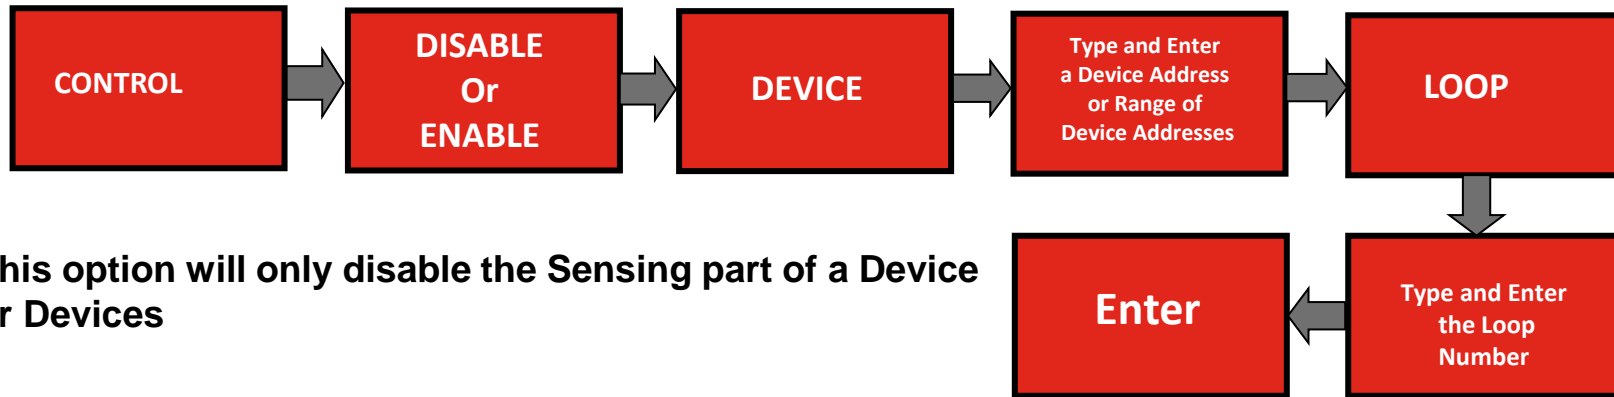 CONTROL
DISABLE
Or
ENABLE
DEVICE
Type and Enter
a Device Address
or Range of
Device Addresses
LOOP
Type and Enter
the Loop
Number
Enter
his option will only disable the Sensing part of a Device
r Devices